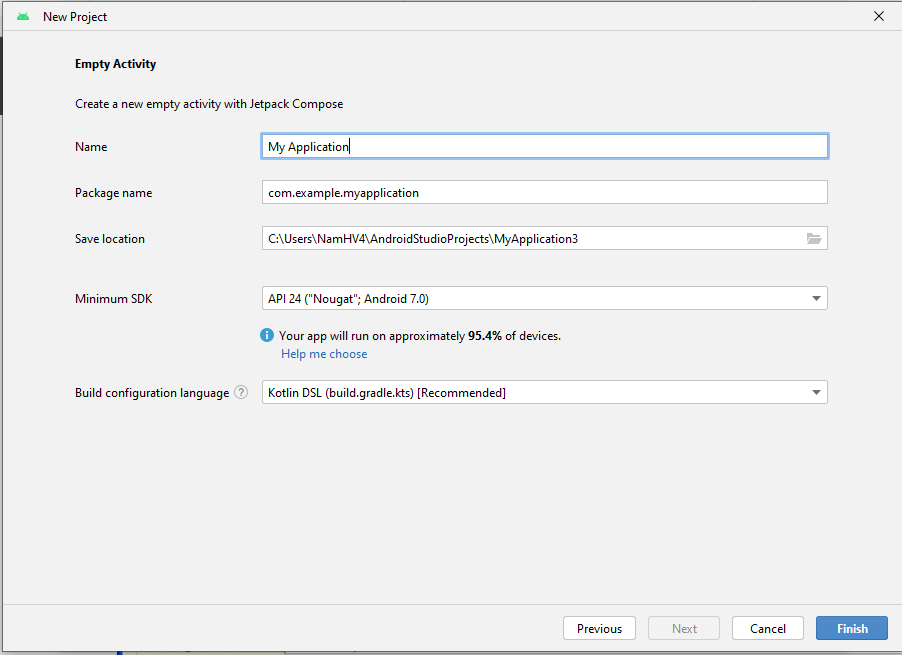 New Project
Empty Activity
Create a new empty activity with Jetpack Compose
Name My Application
Package name com.example.myapplication
Save location C:\Users\NamHV4\AndroidStudioProjects\MyApplication3
Minimum SDK API 24 ("Nougat"; Android 7.0)
Your app will run on approximately 95.4% of devices.
Help me choose
Build configuration language ? Kotlin DSL (build.gradle.kts) [Recommended]
Previous Next Cancel Finish